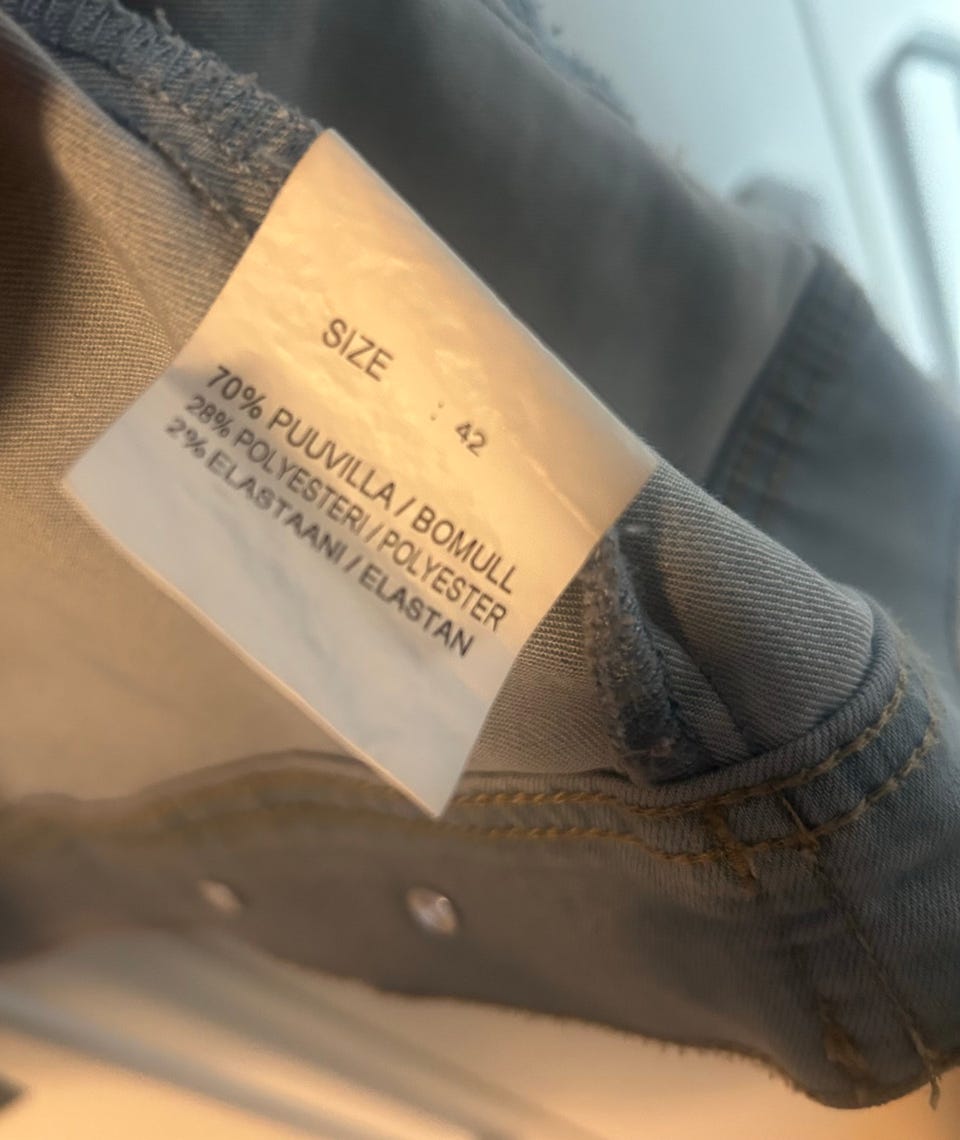 SIZE : 42
70% PUUVILLA / BOMULL
28% POLYESTERI / POLYESTER
2% ELASTAANI / ELASTAN